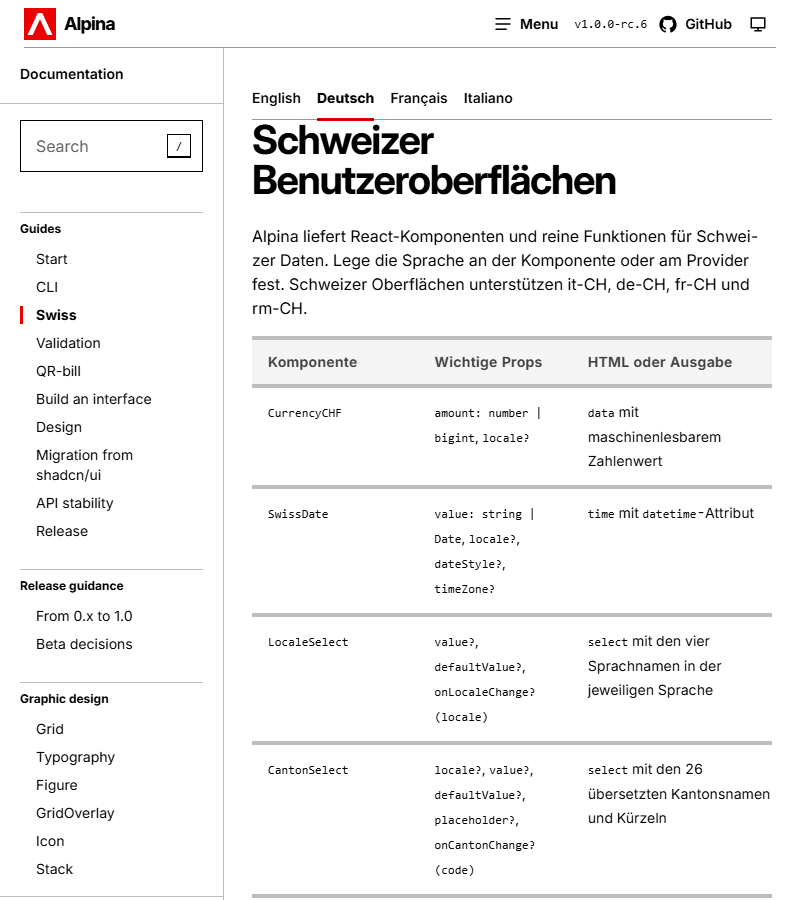 Alpina
Menu
v1.0.0-rc.6
GitHub
Documentation
Search
/
Guides
Start
CLI
Swiss
Validation
QR-bill
Build an interface
Design
Migration from
shadcn/ui
API stability
Release
Release guidance
From 0.x to 1.0
Beta decisions
Graphic design
Grid
Typography
Figure
GridOverlay
Icon
Stack
English Deutsch Français Italiano
Schweizer
Benutzeroberflächen
Alpina liefert React-Komponenten und reine Funktionen für Schwei-
zer Daten. Lege die Sprache an der Komponente oder am Provider
fest. Schweizer Oberflächen unterstützen it-CH, de-CH, fr-CH und
rm-CH.
Komponente Wichtige Props HTML oder Ausgabe
CurrencyCHF
amount: number |
bigint, locale?
data mit
maschinenlesbarem
Zahlenwert
SwissDate
value: string |
Date, locale?,
dateStyle?,
timeZone?
time mit datetime-Attribut
LocaleSelect
value?,
defaultValue?,
onLocaleChange?
(locale)
select mit den vier
Sprachnamen in der
jeweiligen Sprache
CantonSelect
locale?, value?,
defaultValue?,
placeholder?,
onCantonChange?
(code)
select mit den 26
übersetzten Kantonsnamen
und Kürzeln